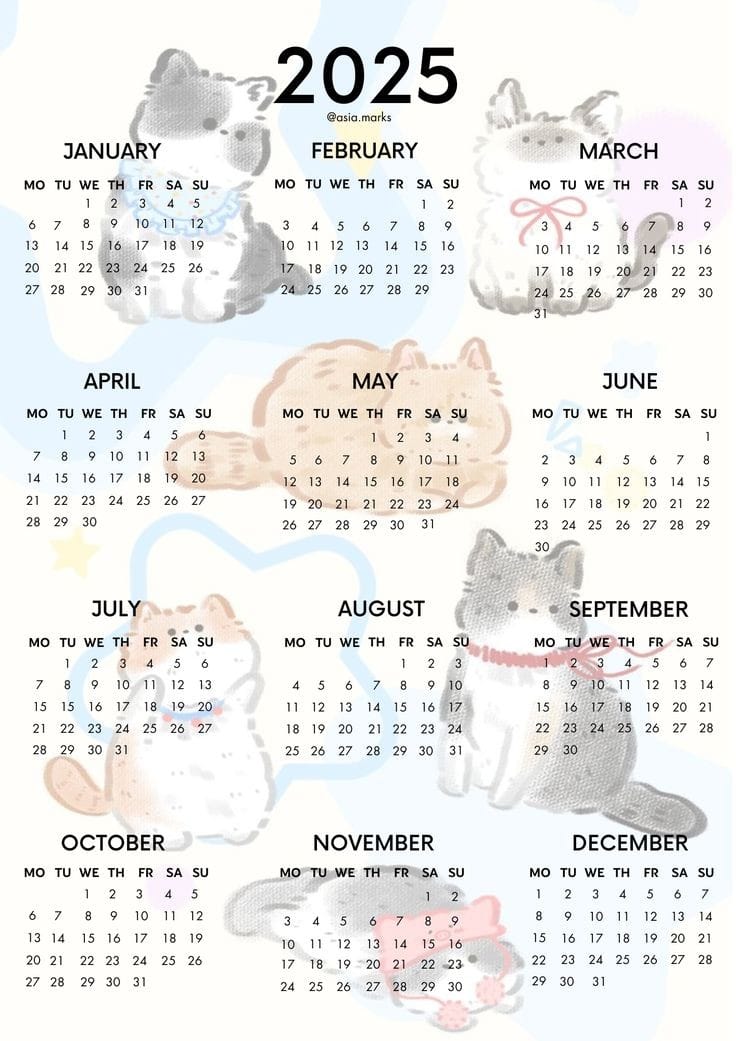 2025
@asia.marks
JANUARY
MO TU WE TH FR SA SU
1 2 3 4 5
6 7 8 9 10 11 12
13 14 15 16 17 18 19
20 21 22 23 24 25 26
27 28 29 30 31
FEBRUARY
MO TU WE TH FR SA SU
1 2
3 4 5 6 7 8 9
10 11 12 13 14 15 16
17 18 19 20 21 22 23
24 25 26 27 28 29
MARCH
MO TU WE TH FR SA SU
1 2
3 4 5 6 7 8 9
10 11 12 13 14 15 16
17 18 19 20 21 22 23
24 25 26 27 28 29 30
31
APRIL
MO TU WE TH FR SA SU
1 2 3 4 5 6
7 8 9 10 11 12 13
14 15 16 17 18 19 20
21 22 23 24 25 26 27
28 29 30
MAY
MO TU WE TH FR SA SU
1 2 3 4
5 6 7 8 9 10 11
12 13 14 15 16 17 18
19 20 21 22 23 24
26 27 28 29 30 31
JUNE
MO TU WE TH FR SA SU
1
2 3 4 5 6 7 8
9 10 11 12 13 14 15
16 17 18 19 20 21 22
23 24 25 26 27 28 29
30
JULY
MO TU WE TH FR SA SU
1 2 3 4 5 6
7 8 9 10 11 12 13
15 15 16 17 18 19 20
21 22 23 24 25 26 27
28 29 30 31
AUGUST
MO TU WE TH FR SA SU
1 2 3
4 5 6 7 8 9 10
11 12 13 14 15 16 17
18 19 20 21 22 23 24
25 26 27 28 29 30 31
SEPTEMBER
MO TU WE TH FR SA SU
1 2 3 4 5 6 7
8 9 10 11 12 13 14
15 16 17 18 19 20 21
22 23 24 25 26 27 28
29 30
OCTOBER
MO TU WE TH FR SA SU
1 2 3 4 5
6 7 8 9 10 11 12
13 14 15 16 17 18 19
20 21 22 23 24 25 26
27 28 29 30 31
NOVEMBER
MO TU WE TH FR SA SU
1 2
3 4 5 6 7 8 9
10 11 12 13 14 15 16
17 18 19 20 21 22 23
24 25 26 27 28 29 30
DECEMBER
MO TU WE TH FR SA SU
1 2 3 4 5 6 7
8 9 10 11 12 13 14
15 16 17 18 19 20 21
22 23 24 25 26 27 28
29 30 31